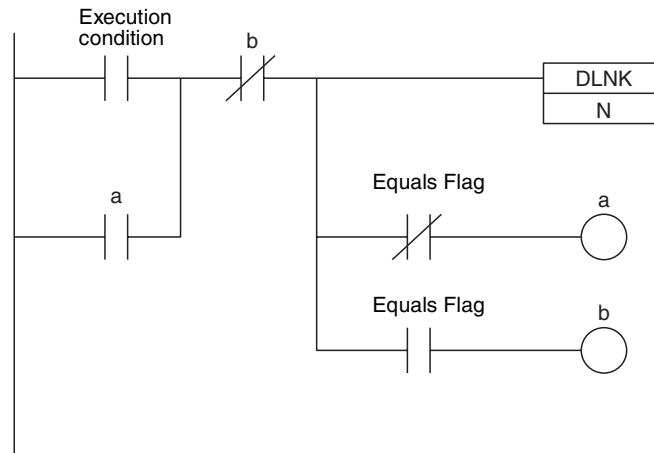 Execution
condition
b
DLNK
N
a
Equals Flag
a
Equals Flag
b